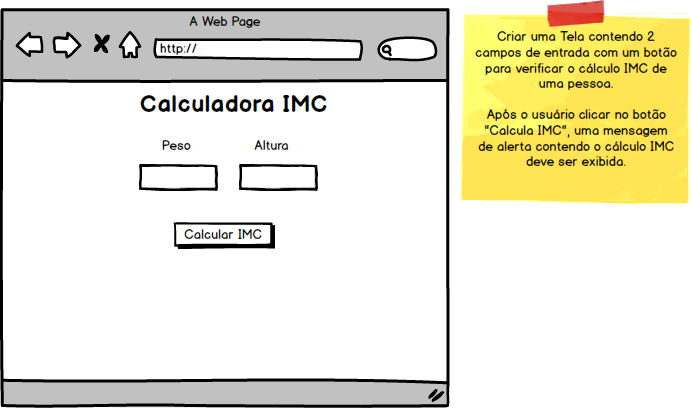 A Web Page
http://
Calculadora IMC
Peso
Altura
Calcular IMC
Criar uma Tela contendo 2
campos de entrada com um botão
para verificar o cálculo IMC de
uma pessoa.
Após o usuário clicar no botão
"Calcula IMC", uma mensagem
de alerta contendo o cálculo IMC
deve ser exibida.